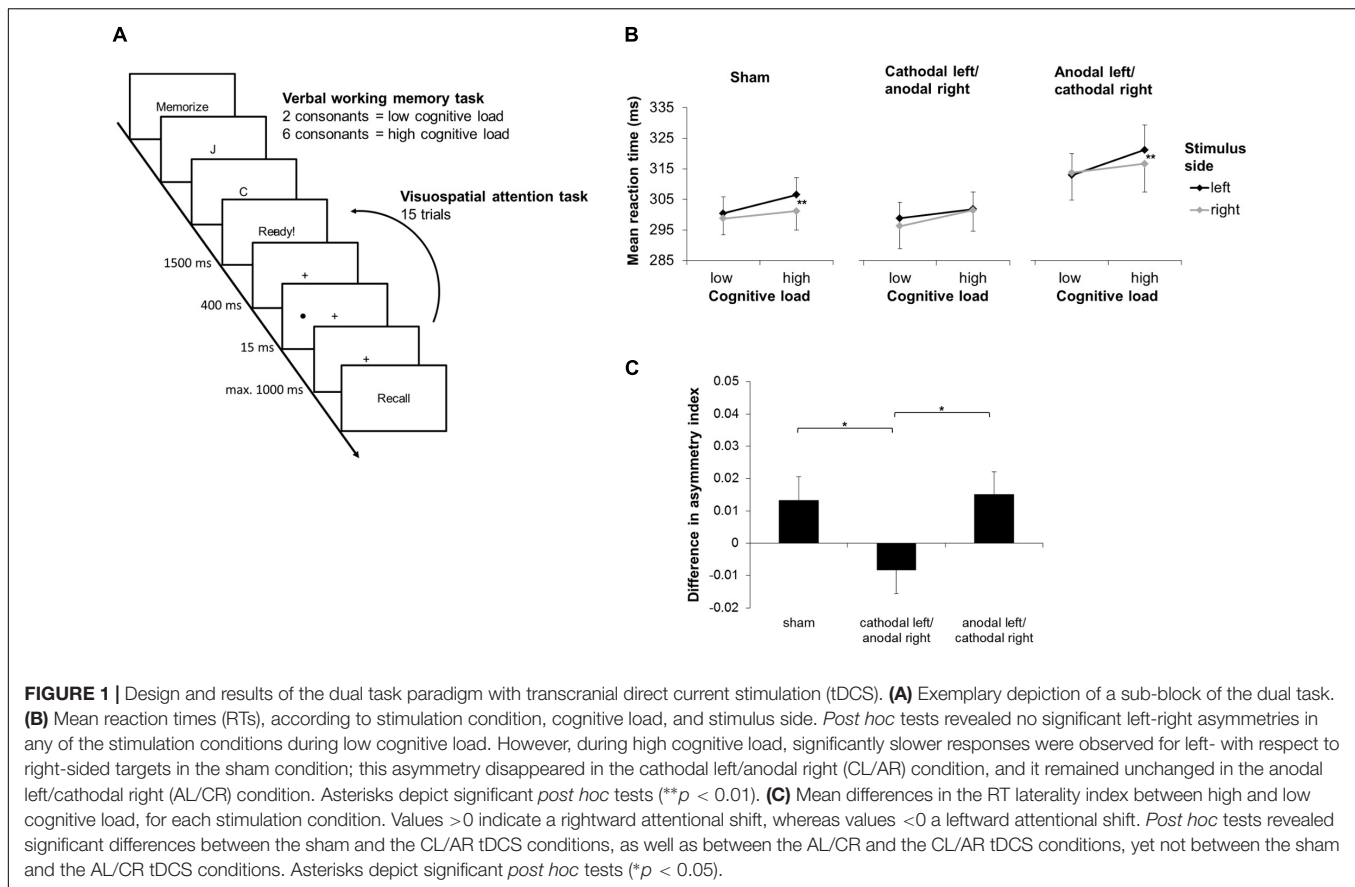 A
Memorize
Verbal working memory task
2 consonants = low cognitive load
6 consonants = high cognitive load
J
C
Visuospatial attention task
15 trials
Ready!
+
1500 ms
+
400 ms
+
15 ms
+
max. 1000 ms
Recall
B
Sham
Cathodal left/
anodal right
Anodal left/
cathodal right
Mean reaction time (ms)
335
325
315
305
295
285
**
**
low high
Cognitive load
low high
Cognitive load
low high
Cognitive load
Stimulus
side
left
right
C
Difference in asymmetry index
0.05
0.04
0.03
0.02
0.01
0
-0.01
-0.02
*
*
sham
cathodal left/
anodal right
anodal left/
cathodal right
FIGURE 1 | Design and results of the dual task paradigm with transcranial direct current stimulation (tDCS). (A) Exemplary depiction of a sub-block of the dual task.
(B) Mean reaction times (RTs), according to stimulation condition, cognitive load, and stimulus side. Post hoc tests revealed no significant left-right asymmetries in
any of the stimulation conditions during low cognitive load. However, during high cognitive load, significantly slower responses were observed for left- with respect to
right-sided targets in the sham condition; this asymmetry disappeared in the cathodal left/anodal right (CL/AR) condition, and it remained unchanged in the anodal
left/cathodal right (AL/CR) condition. Asterisks depict significant post hoc tests (**p < 0.01). (C) Mean differences in the RT laterality index between high and low
cognitive load, for each stimulation condition. Values >0 indicate a rightward attentional shift, whereas values <0 a leftward attentional shift. Post hoc tests revealed
significant differences between the sham and the CL/AR tDCS conditions, as well as between the AL/CR and the CL/AR tDCS conditions, yet not between the sham
and the AL/CR tDCS conditions. Asterisks depict significant post hoc tests (*p < 0.05).